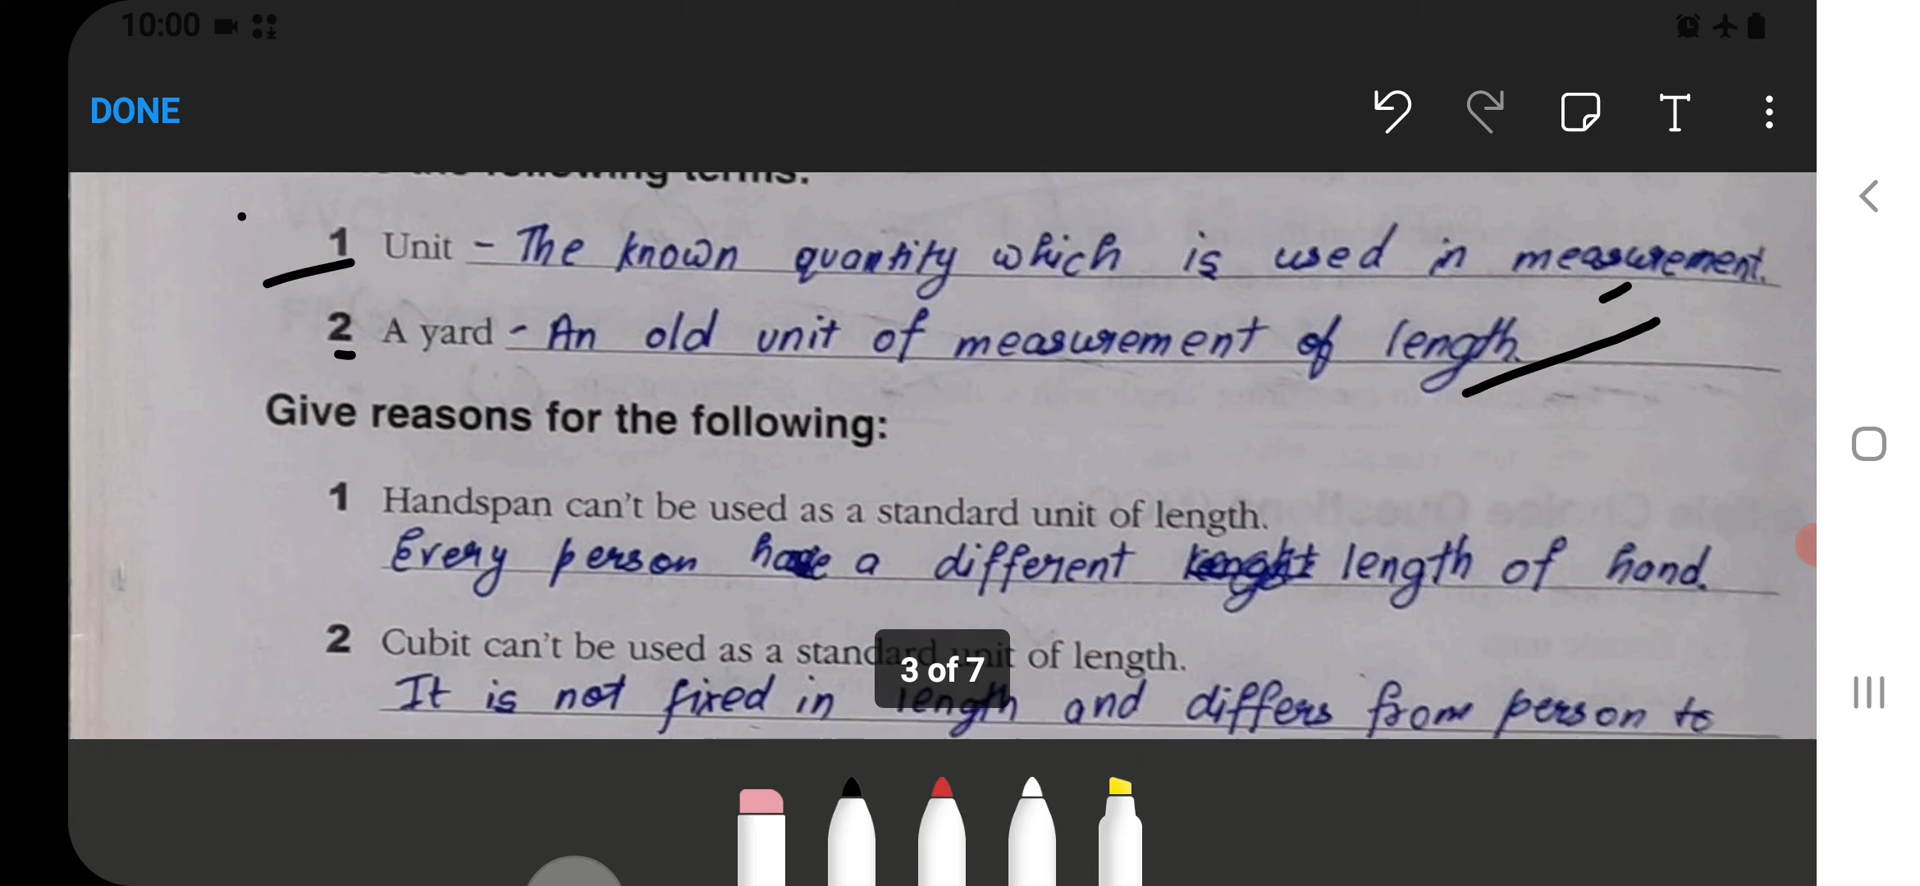 10:00
DONE
the following terms.
1 Unit - The known quantity which is used in measurement.
2 A yard - An old unit of measurement of length.
Give reasons for the following:
1 Handspan can't be used as a standard unit of length.
Every person have a different length of hand.
2 Cubit can't be used as a standard unit of length.
3 of 7
It is not fixed in length and differs from person to